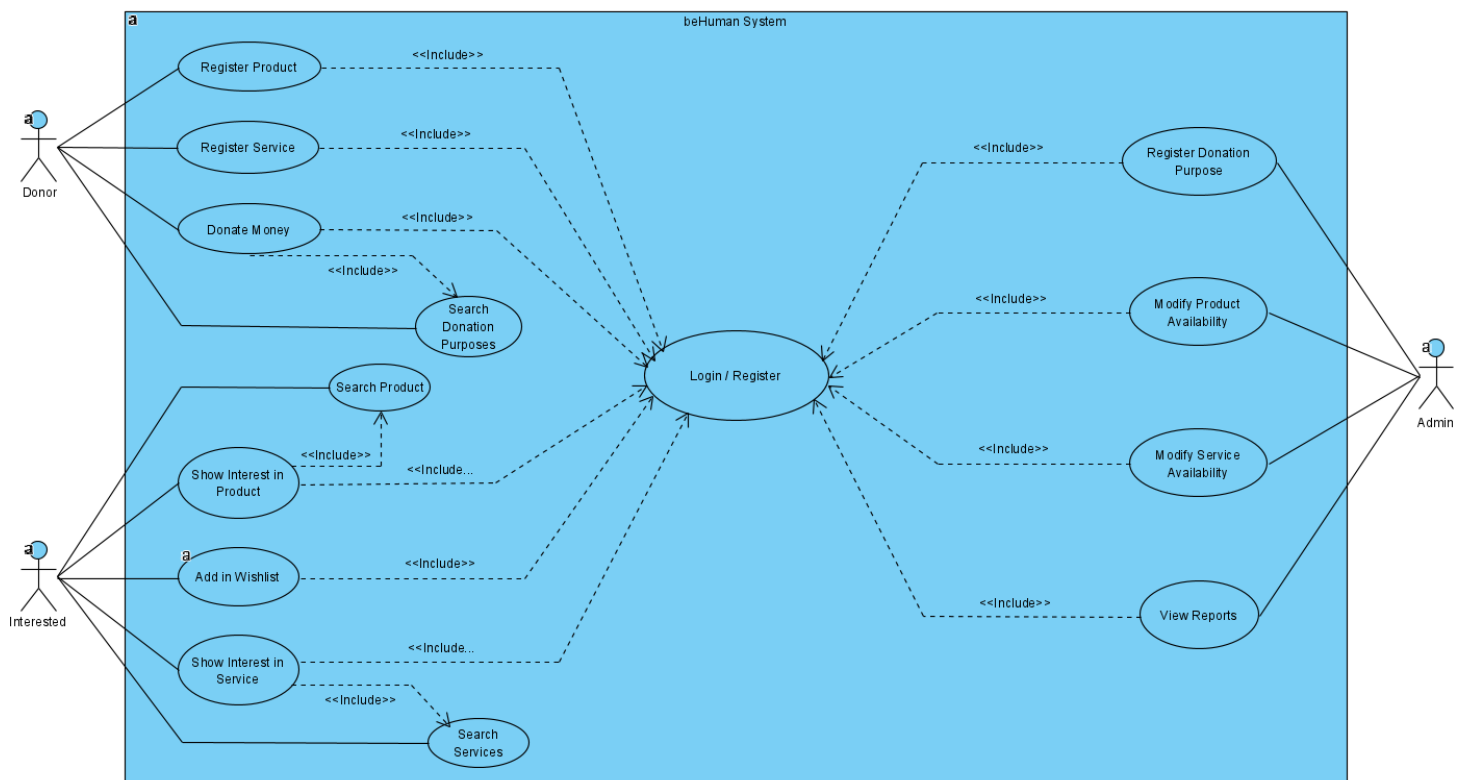 a
beHuman System
<<Include>>
Register Product
a
Donor
<<Include>>
Register Service
<<Include>>
Donate Money
<<Include>>
Search
Donation
Purposes
Search Product
<<Include>>
Show Interest in
Product
<<Include...
a
Interested
a
Add in Wishlist
<<Include>>
Show Interest in
Service
<<Include...
<<Include>>
Search
Services
Login / Register
<<Include>>
Register Donation
Purpose
<<Include>>
Modify Product
Availability
a
Admin
<<Include>>
Modify Service
Availability
<<Include>>
View Reports